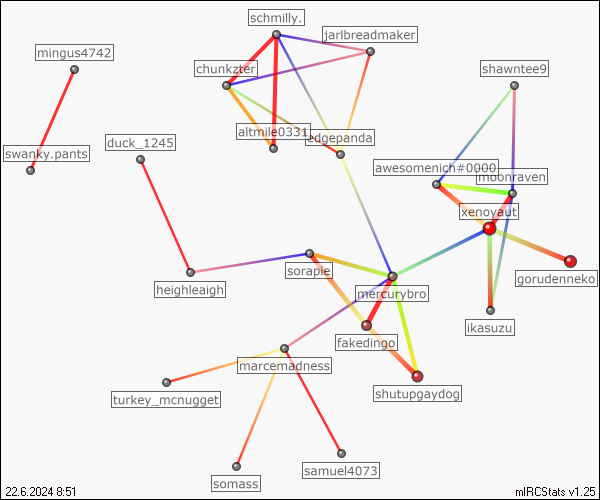 schmilly.
jarlbreadmaker
mingus4742
chunkzter
shawntee9
altmile0331
edgepanda
duck_1245
swanky.pants
awesomenich#0000
moonraven
xenoyaut
sorapie
gorudenneko
heighleaigh
mercurybro
ikasuzu
fakedingo
marcemadness
shutupgaydog
turkey_mcnugget
samuel4073
somass
22.6.2024 8:51
mIRCStats v1.25